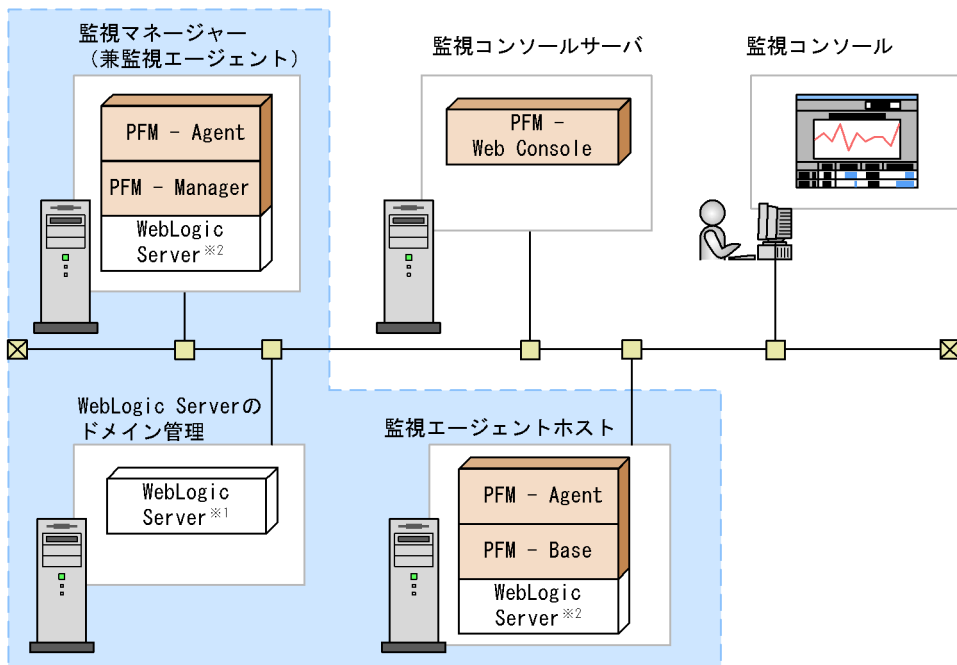 監視マネージャー
（兼監視エージェント）
PFM － Agent
PFM － Manager
WebLogic
Server※2
監視コンソールサーバ
PFM －
Web Console
監視コンソール
WebLogic Serverの
ドメイン管理
WebLogic
Server※1
監視エージェントホスト
PFM － Agent
PFM － Base
WebLogic
Server※2